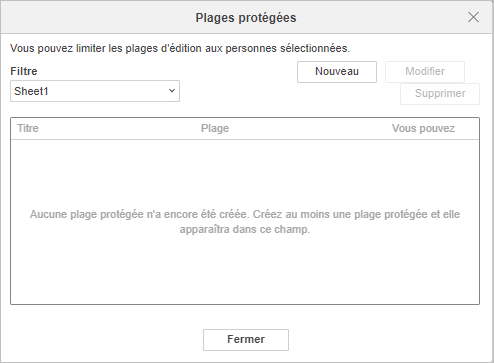 Plages protégées
Vous pouvez limiter les plages d'édition aux personnes sélectionnées.
Filtre
Nouveau
Modifier
Sheet1
Supprimer
Titre Plage Vous pouvez
Aucune plage protégée n'a encore été créée. Créez au moins une plage protégée et elle
apparaîtra dans ce champ.
Fermer